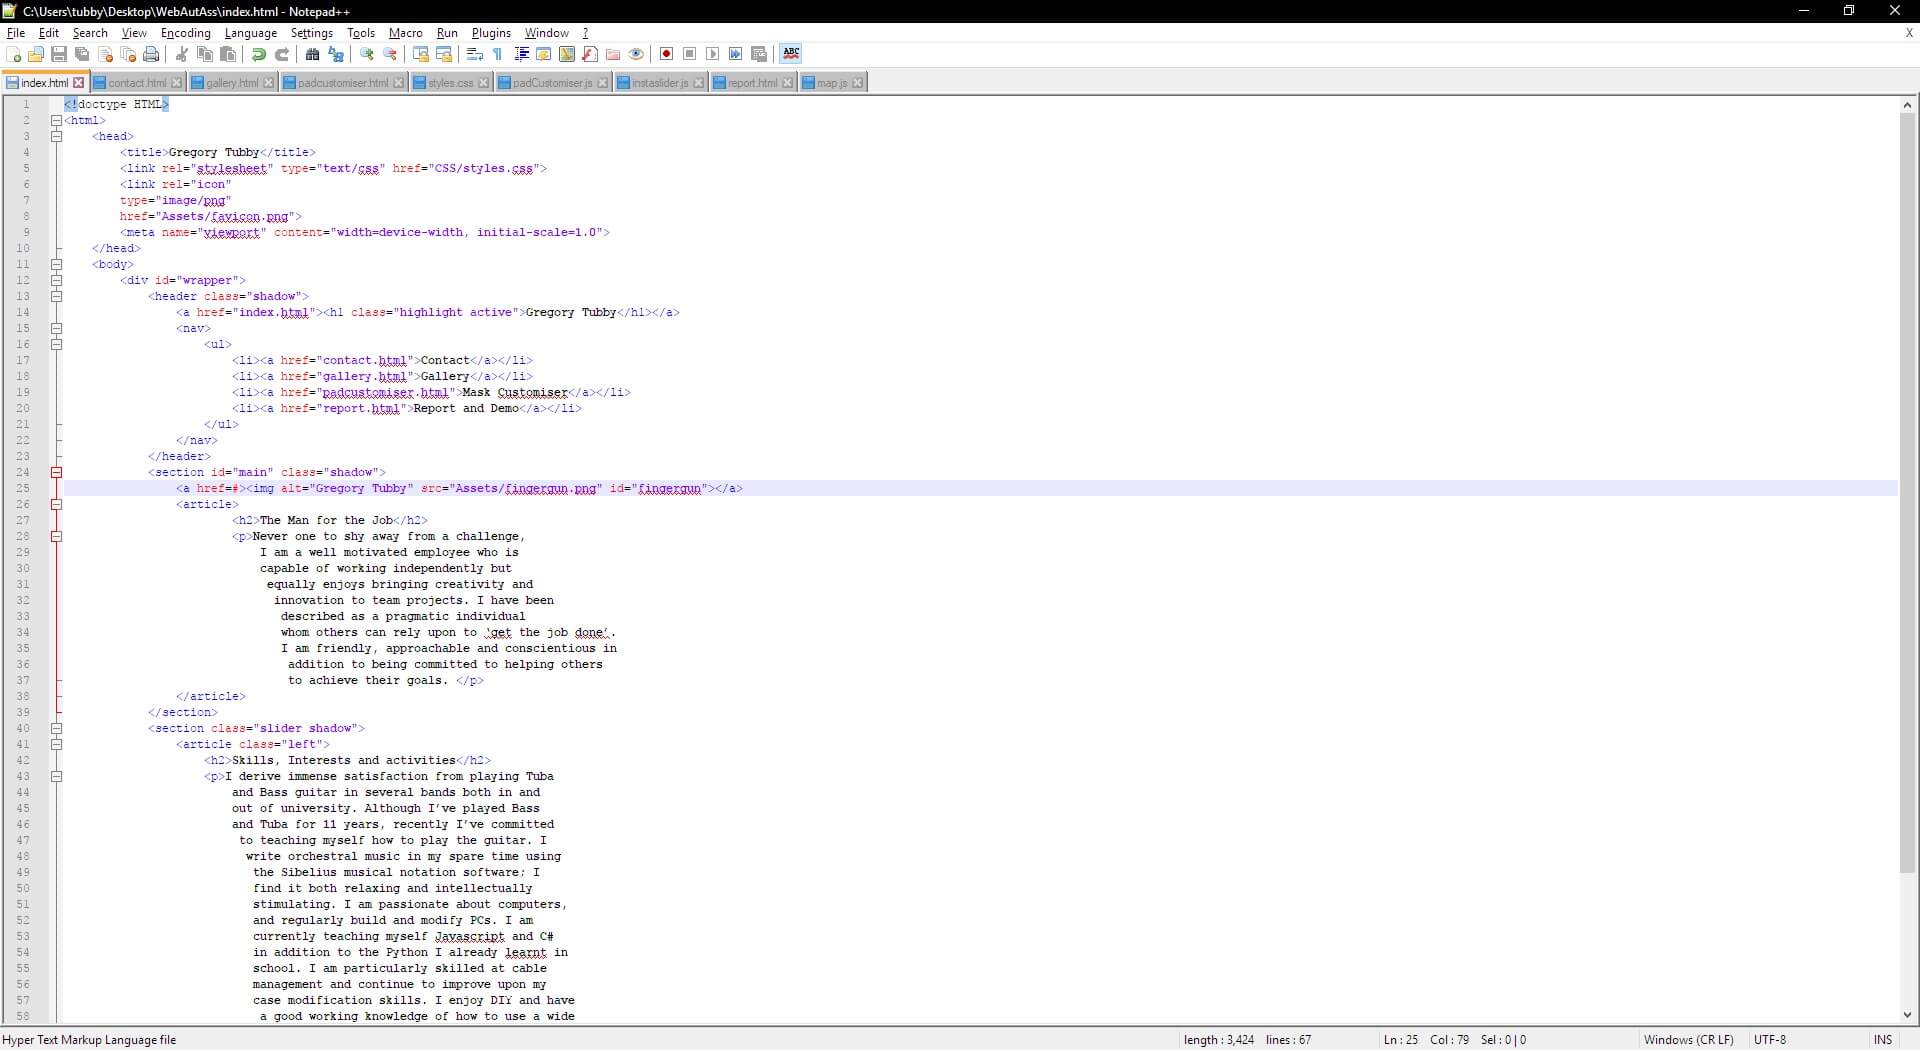 C:\Users\tubby\Desktop\WebAutAss\index.html - Notepad++
File Edit Search View Encoding Language Settings Tools Macro Run Plugins Window ? X
ABC
index.html contact.html gallery.html padcustomiser.html styles.css padCustomiser.js instaslider.js report.html map.js
1 <!doctype HTML>
2 <html>
3 <head>
4 <title>Gregory Tubby</title>
5 <link rel="stylesheet" type="text/css" href="CSS/styles.css">
6 <link rel="icon"
7 type="image/png"
8 href="Assets/favicon.png">
9 <meta name="viewport" content="width=device-width, initial-scale=1.0">
10 </head>
11 <body>
12 <div id="wrapper">
13 <header class="shadow">
14 <a href="index.html"><h1 class="highlight active">Gregory Tubby</h1></a>
15 <nav>
16 <ul>
17 <li><a href="contact.html">Contact</a></li>
18 <li><a href="gallery.html">Gallery</a></li>
19 <li><a href="padcustomiser.html">Mask Customiser</a></li>
20 <li><a href="report.html">Report and Demo</a></li>
21 </ul>
22 </nav>
23 </header>
24 <section id="main" class="shadow">
25 <a href=#><img alt="Gregory Tubby" src="Assets/fingergun.png" id="fingergun"></a>
26 <article>
27 <h2>The Man for the Job</h2>
28 <p>Never one to shy away from a challenge,
29 I am a well motivated employee who is
30 capable of working independently but
31 equally enjoys bringing creativity and
32 innovation to team projects. I have been
33 described as a pragmatic individual
34 whom others can rely upon to ‘get the job done’.
35 I am friendly, approachable and conscientious in
36 addition to being committed to helping others
37 to achieve their goals. </p>
38 </article>
39 </section>
40 <section class="slider shadow">
41 <article class="left">
42 <h2>Skills, Interests and activities</h2>
43 <p>I derive immense satisfaction from playing Tuba
44 and Bass guitar in several bands both in and
45 out of university. Although I’ve played Bass
46 and Tuba for 11 years, recently I’ve committed
47 to teaching myself how to play the guitar. I
48 write orchestral music in my spare time using
49 the Sibelius musical notation software; I
50 find it both relaxing and intellectually
51 stimulating. I am passionate about computers,
52 and regularly build and modify PCs. I am
53 currently teaching myself Javascript and C#
54 in addition to the Python I already learnt in
55 school. I am particularly skilled at cable
56 management and continue to improve upon my
57 case modification skills. I enjoy DIY and have
58 a good working knowledge of how to use a wide
Hyper Text Markup Language file length : 3,424 lines : 67 Ln : 25 Col : 79 Sel : 0 | 0 Windows (CR LF) UTF-8 INS